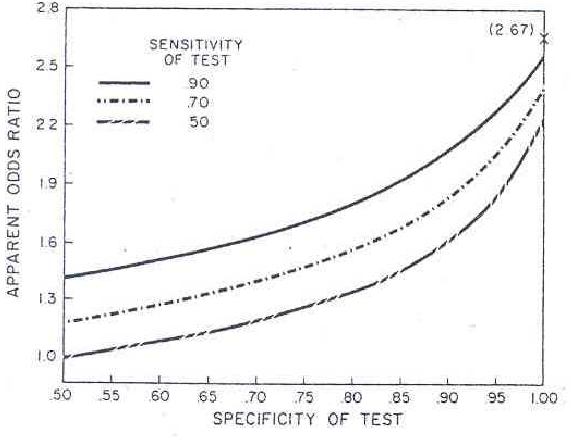 2.8
(2 67)
SENSITIVITY
OF TEST
.90
.70
50
2.5
2 2
1.9
1.6
1.3
1.0
APPARENT ODDS RATIO
.50 .55 .60 .65 .70 .75 .80 .85 .90 .95 1.00
SPECIFICITY OF TEST